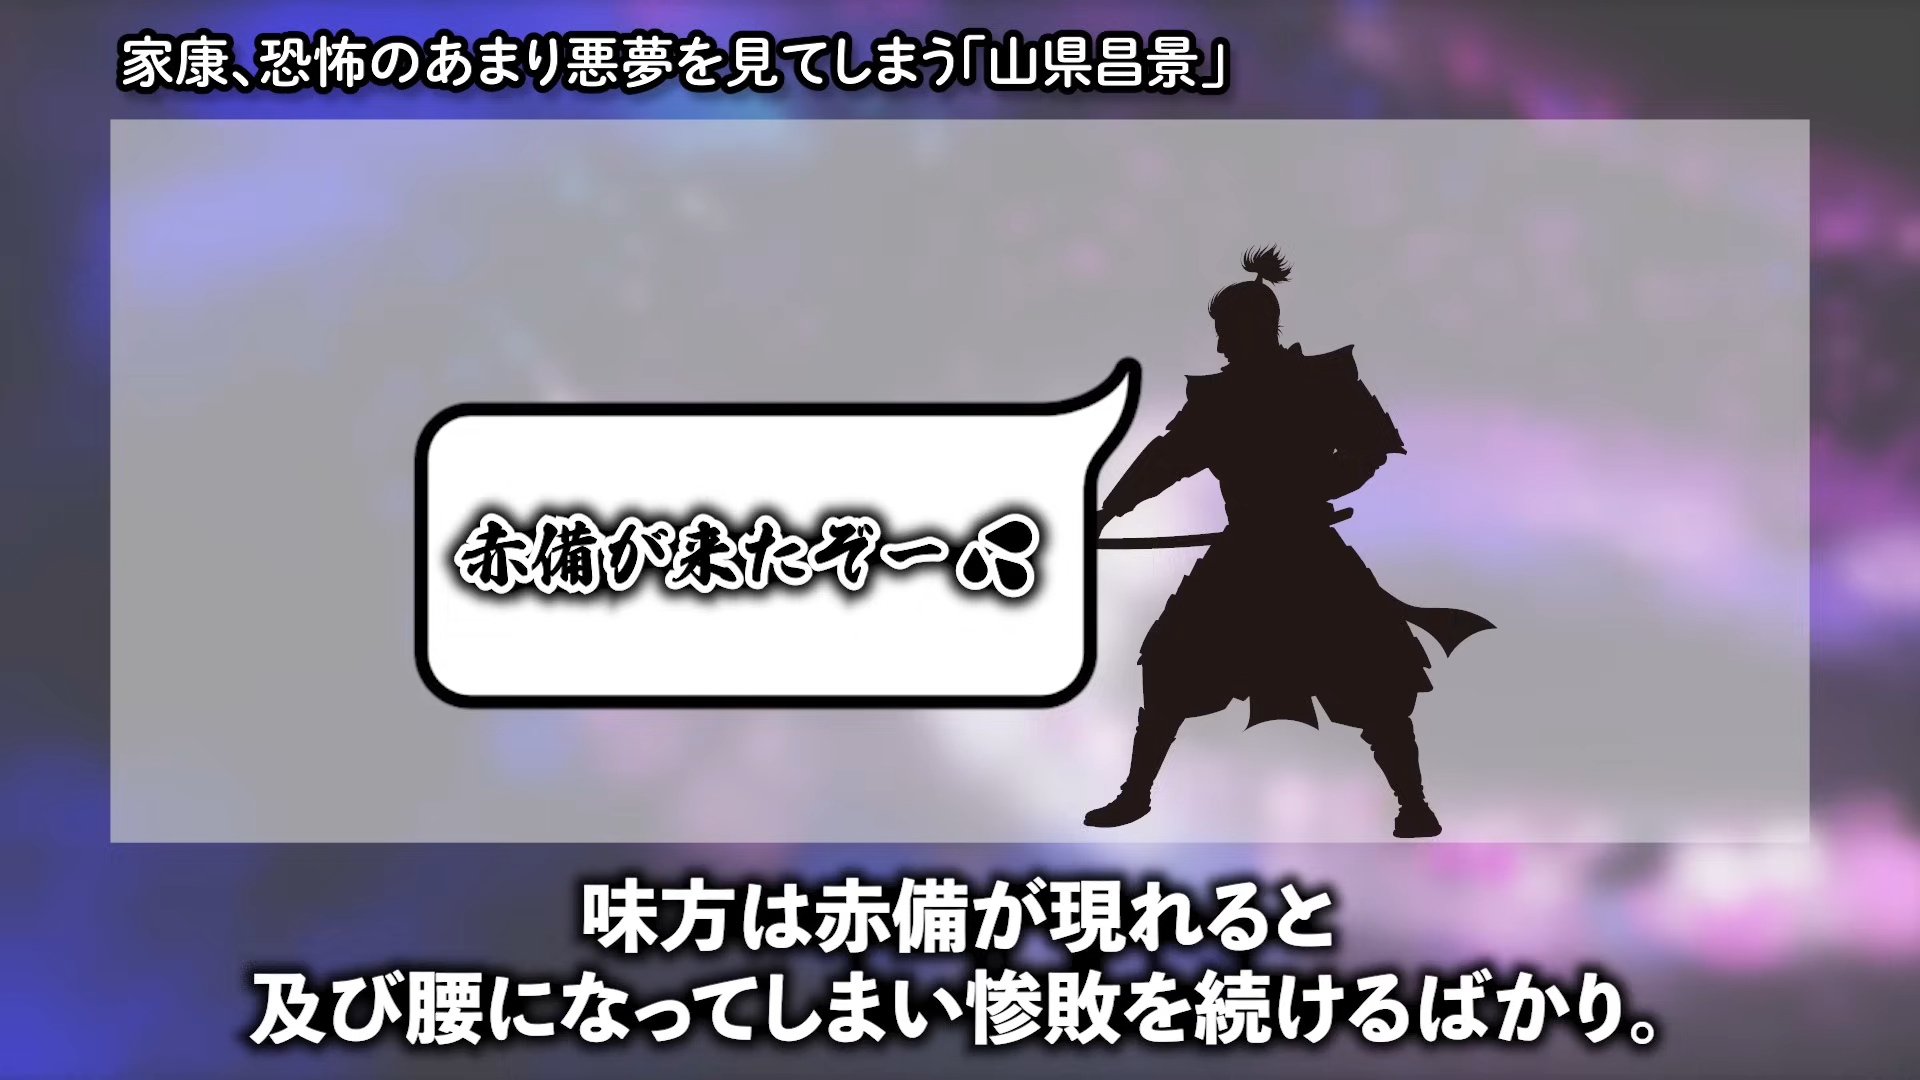 家康、恐怖のあまり悪夢を見てしまう「山県昌景」
赤備が来たぞー💦
味方は赤備が現れると
及び腰になってしまい惨敗を続けるばかり。